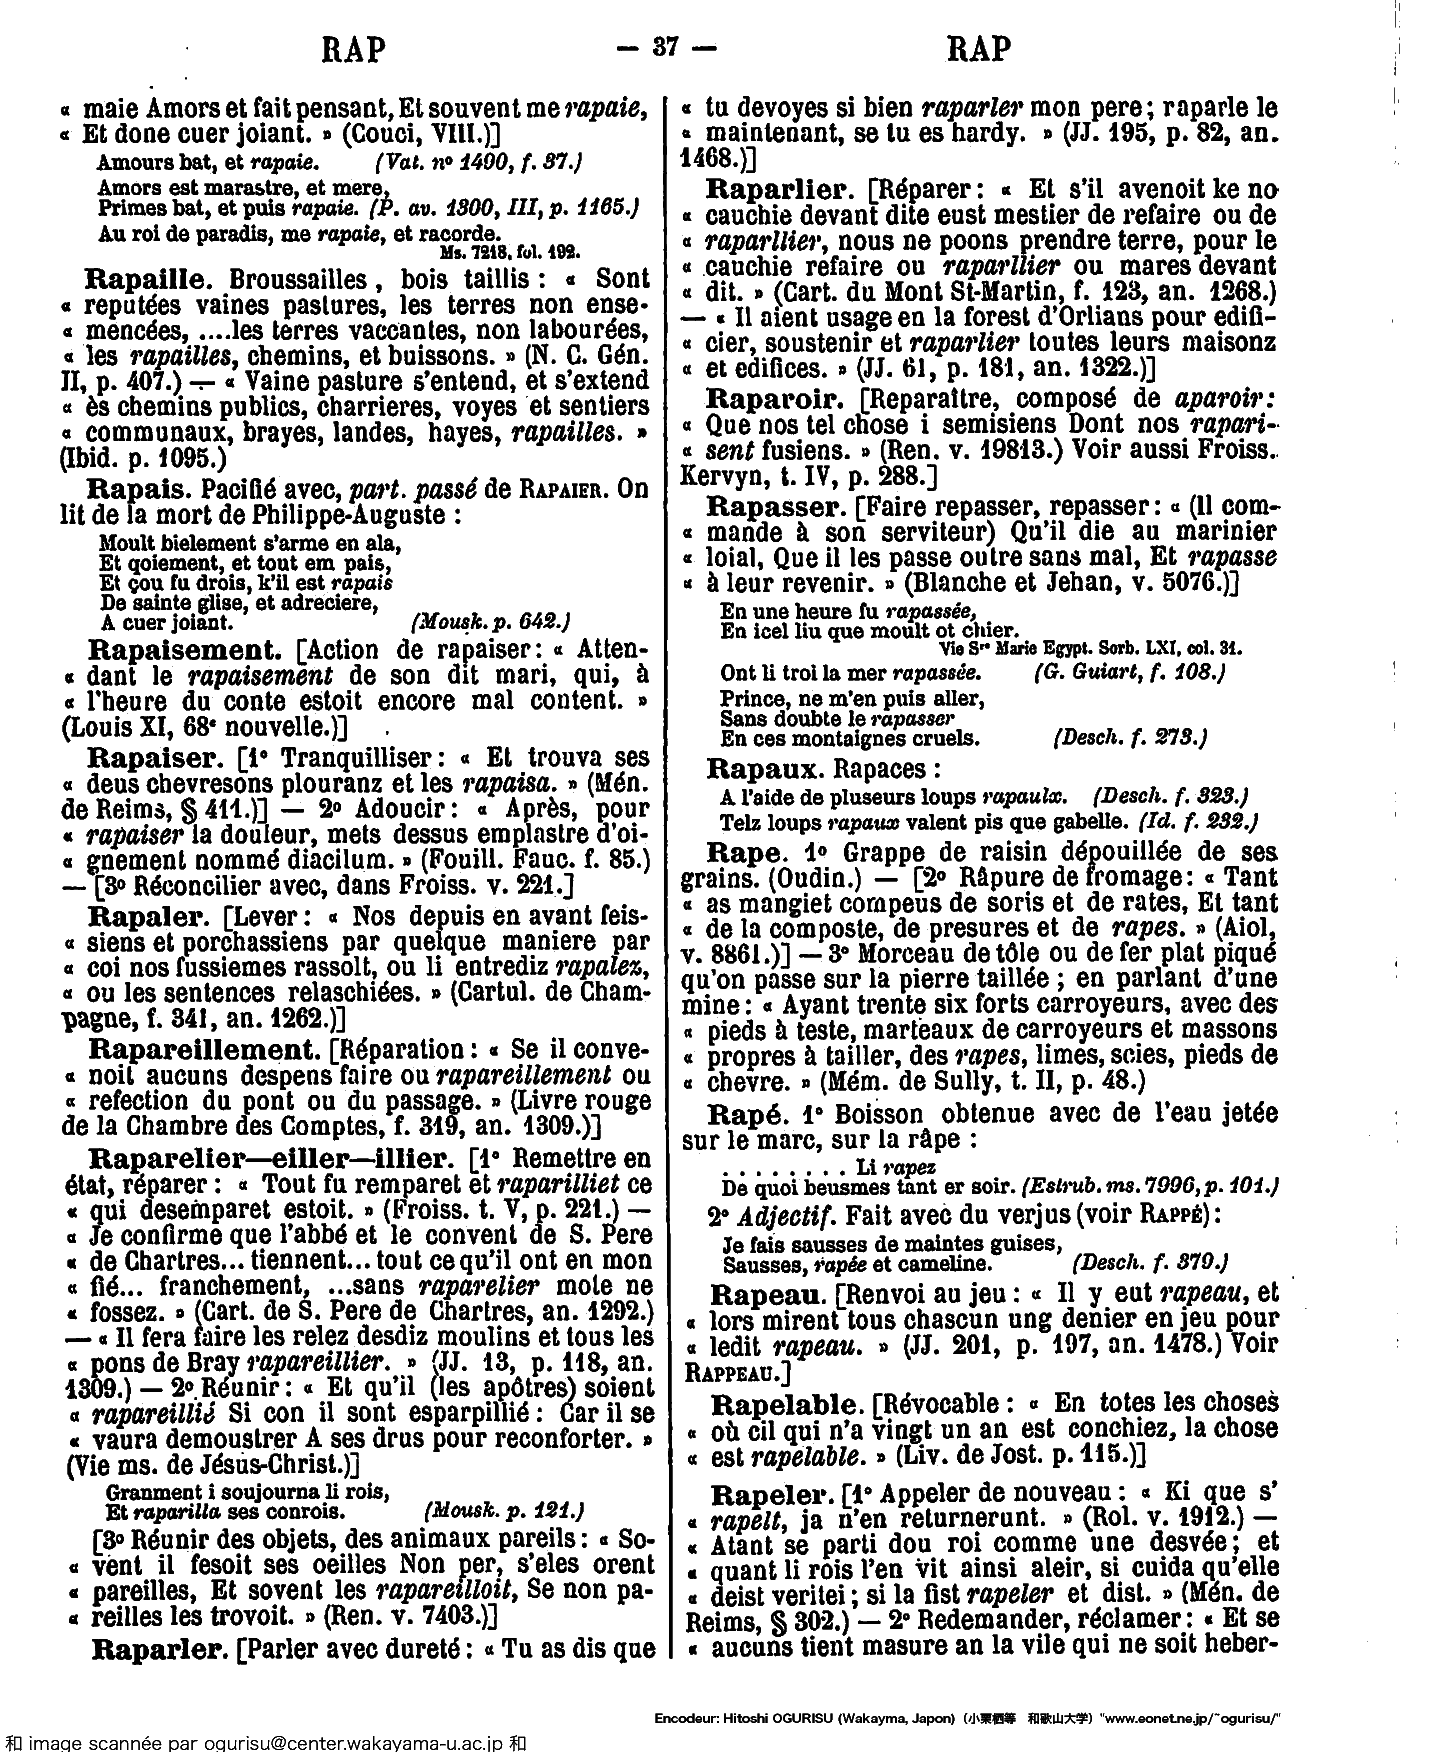 RAP — 37 — RAP
« maie Amors et fait pensant, Et souvent me rapaie,
« Et done cuer joiant. » (Couci, VIII.)]
Amours bat, et rapaie. (Vat. nº 1490, f. 37.)
Amors est marastre, et mere,
Primes bat, et puis rapaie. (P. av. 1300, III, p. 1165.)
Au roi de paradis, me rapaie, et racorde.
Ms. 7218, fol. 192.
Rapaille. Broussailles, bois taillis : « Sont
« reputées vaines pastures, les terres non ense-
« mencées, ....les terres vaccantes, non labourées,
« les rapailles, chemins, et buissons. » (N. C. Gén.
II, p. 407.) — « Vaine pasture s'entend, et s'extend
« ès chemins publics, charrieres, voyes et sentiers
« communaux, brayes, landes, hayes, rapailles. »
(Ibid. p. 1095.)
Rapais. Pacifié avec, part. passé de RAPAIER. On
lit de la mort de Philippe-Auguste :
Moult bielement s'arme en ala,
Et qoiement, et tout em pais,
Et çou fu drois, k'il est rapais
De sainte glise, et adreciere,
A cuer joiant. (Mousk. p. 642.)
Rapaisement. [Action de rapaiser : « Atten-
« dant le rapaisement de son dit mari, qui, à
« l'heure du conte estoit encore mal content. »
(Louis XI, 68e nouvelle.)]
Rapaiser. [1º Tranquilliser : « Et trouva ses
« deus chevresons plouranz et les rapaisa. » (Mén.
de Reims, § 411.)] — 2º Adoucir : « Après, pour
« rapaiser la douleur, mets dessus emplastre d'oi-
« gnement nommé diacilum. » (Fouill. Fauc. f. 85.)
— [3º Réconcilier avec, dans Froiss. v. 221.]
Rapaler. [Lever : « Nos depuis en avant feis-
« siens et porchassiens par quelque maniere par
« coi nos fussiemes rassolt, ou li entrediz rapalez,
« ou les sentences relaschiées. » (Cartul. de Cham-
pagne, f. 341, an. 1262.)]
Rapareillement. [Réparation : « Se il conve-
« noit aucuns despens faire ou rapareillement ou
« refection du pont ou du passage. » (Livre rouge
de la Chambre des Comptes, f. 319, an. 1309.)]
Raparelier—eiller—illier. [1º Remettre en
état, réparer : « Tout fu remparet et raparilliet ce
« qui desemparet estoit. » (Froiss. t. V, p. 221.) —
« Je confirme que l'abbé et le convent de S. Pere
« de Chartres... tiennent... tout ce qu'il ont en mon
« fié... franchement, ...sans raparelier mote ne
« fossez. » (Cart. de S. Pere de Chartres, an. 1292.)
— « Il fera faire les relez desdiz moulins et tous les
« pons de Bray rapareillier. » (JJ. 13, p. 118, an.
1309.) — 2º Réunir : « Et qu'il (les apôtres) soient
« rapareillié Si con il sont esparpillié : Car il se
« vaura demoustrer A ses drus pour reconforter. »
(Vie ms. de Jésus-Christ.)]
Granment i soujourna li rois,
Et raparilla ses conrois. (Mousk. p. 121.)
[3º Réunir des objets, des animaux pareils : « So-
« vent il fesoit ses oeilles Non per, s'eles orent
« pareilles, Et sovent les rapareilloit, Se non pa-
« reilles les trovoit. » (Ren. v. 7403.)]
Raparler. [Parler avec dureté : « Tu as dis que
« tu devoyes si bien raparler mon pere ; raparle le
« maintenant, se tu es hardy. » (JJ. 195, p. 82, an.
1468.)]
Raparlier. [Réparer : « Et s'il avenoit ke no
« cauchie devant dite eust mestier de refaire ou de
« raparllier, nous ne poons prendre terre, pour le
« cauchie refaire ou raparllier ou mares devant
« dit. » (Cart. du Mont St-Martin, f. 123, an. 1268.)
— « Il aient usage en la forest d'Orlians pour edifi-
« cier, soustenir et raparlier toutes leurs maisonz
« et edifices. » (JJ. 61, p. 181, an. 1322.)]
Raparoir. [Reparaître, composé de aparoir :
« Que nos tel chose i semisiens Dont nos rapari-
« sent fusiens. » (Ren. v. 19813.) Voir aussi Froiss.
Kervyn, t. IV, p. 288.]
Rapasser. [Faire repasser, repasser : « (Il com-
« mande à son serviteur) Qu'il die au marinier
« loial, Que il les passe outre sans mal, Et rapasse
« à leur revenir. » (Blanche et Jehan, v. 5076.)]
En une heure fu rapassée,
En icel liu que moult ot chier.
Vie Sre Marie Egypt. Sorb. LXI, col. 31.
Ont li troi la mer rapassée. (G. Guiart, f. 108.)
Prince, ne m'en puis aller,
Sans doubte le rapasser
En ces montaignes cruels. (Desch. f. 273.)
Rapaux. Rapaces :
A l'aide de pluseurs loups rapaulx. (Desch. f. 323.)
Telz loups rapaux valent pis que gabelle. (Id. f. 232.)
Rape. 1º Grappe de raisin dépouillée de ses
grains. (Oudin.) — [2º Râpure de fromage : « Tant
« as mangiet compeus de soris et de rates, Et tant
« de la composte, de presures et de rapes. » (Aiol,
v. 8861.)] — 3º Morceau de tôle ou de fer plat piqué
qu'on passe sur la pierre taillée ; en parlant d'une
mine : « Ayant trente six forts carroyeurs, avec des
« pieds à teste, marteaux de carroyeurs et massons
« propres à tailler, des rapes, limes, scies, pieds de
« chevre. » (Mém. de Sully, t. II, p. 48.)
Rapé. 1º Boisson obtenue avec de l'eau jetée
sur le marc, sur la râpe :
. . . . . . . . Li rapez
De quoi beusmes tant er soir. (Estrub. ms. 7996, p. 101.)
2º Adjectif. Fait avec du verjus (voir RAPPÉ) :
Je fais sausses de maintes guises,
Sausses, rapée et cameline. (Desch. f. 379.)
Rapeau. [Renvoi au jeu : « Il y eut rapeau, et
« lors mirent tous chascun ung denier en jeu pour
« ledit rapeau. » (JJ. 201, p. 197, an. 1478.) Voir
RAPPEAU.]
Rapelable. [Révocable : « En totes les choses
« où cil qui n'a vingt un an est conchiez, la chose
« est rapelable. » (Liv. de Jost. p. 115.)]
Rapeler. [1º Appeler de nouveau : « Ki que s'
« rapelt, ja n'en returnerunt. » (Rol. v. 1912.) —
« Atant se parti dou roi comme une desvée ; et
« quant li rois l'en vit ainsi aleir, si cuida qu'elle
« deist veritei ; si la fist rapeler et dist. » (Mén. de
Reims, § 302.) — 2º Redemander, réclamer : « Et se
« aucuns tient masure an la vile qui ne soit heber-
Encodeur: Hitoshi OGURISU (Wakayma, Japon) (小栗栖等 和歌山大学) "www.eonet.ne.jp/~ogurisu/"
和 image scannée par ogurisu@center.wakayama-u.ac.jp 和